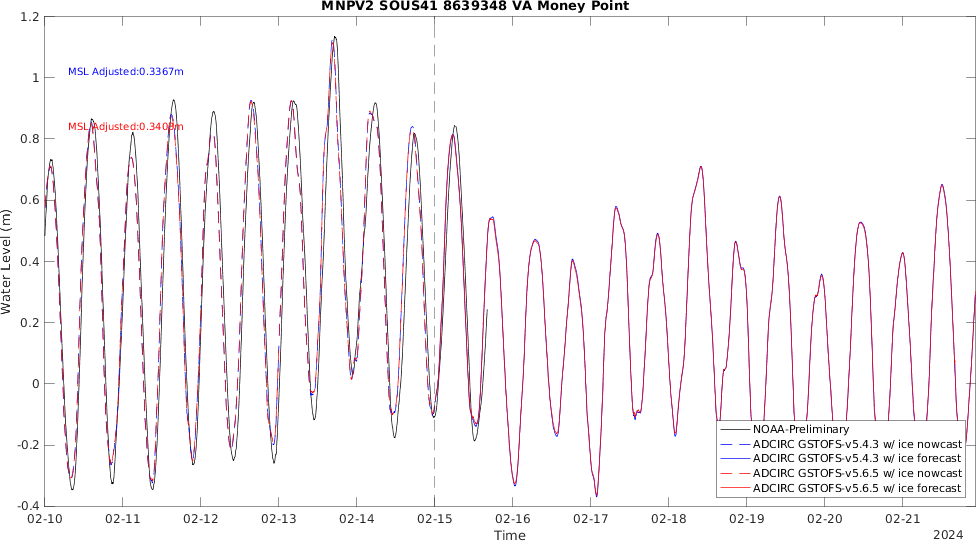 MNPV2 SOUS41 8639348 VA Money Point
MSL Adjusted:0.3367m
MSL Adjusted:0.3409m
Water Level (m)
1.2
1
0.8
0.6
0.4
0.2
0
-0.2
-0.4
NOAA-Preliminary
ADCIRC GSTOFS-v5.4.3 w/ ice nowcast
ADCIRC GSTOFS-v5.4.3 w/ ice forecast
ADCIRC GSTOFS-v5.6.5 w/ ice nowcast
ADCIRC GSTOFS-v5.6.5 w/ ice forecast
02-10 02-11 02-12 02-13 02-14 02-15 02-16 02-17 02-18 02-19 02-20 02-21
Time
2024